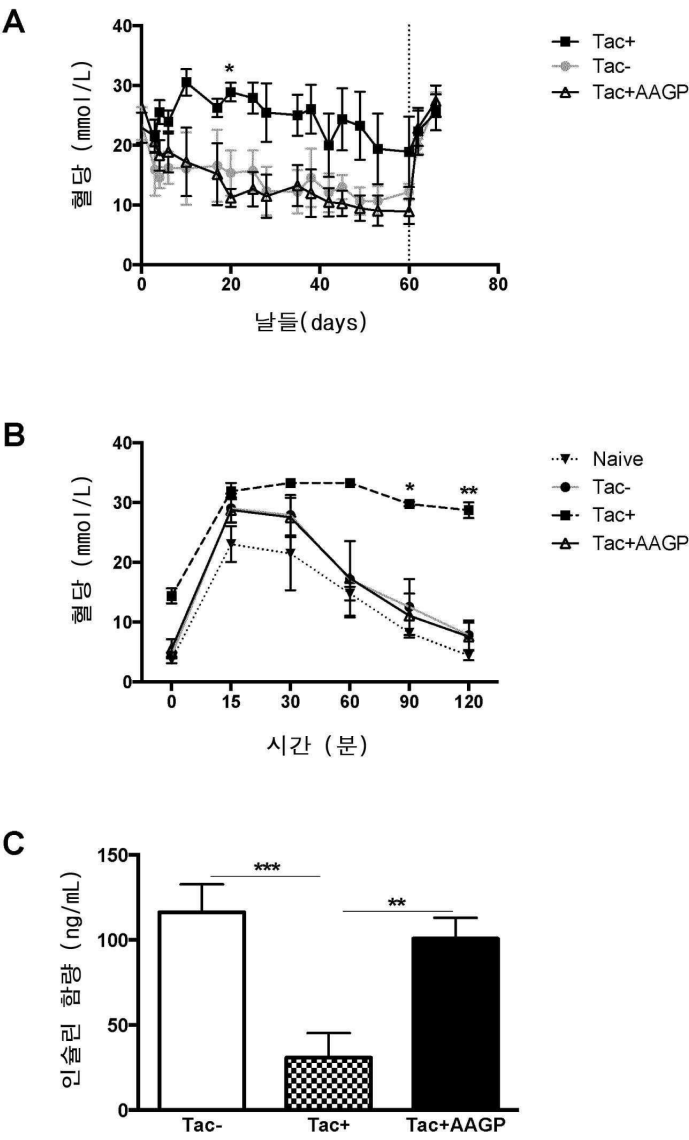 A
혈당 (mmol/L)
40
30
20
10
0
*
0 20 40 60 80
날들(days)
Tac+
Tac-
Tac+AAGP
B
혈당 (mmol/L)
40
30
20
10
0
* **
0 15 30 60 90 120
시간 (분)
Naive
Tac-
Tac+
Tac+AAGP
C
인슐린 함량 (ng/mL)
150
100
50
0
***
**
Tac- Tac+ Tac+AAGP